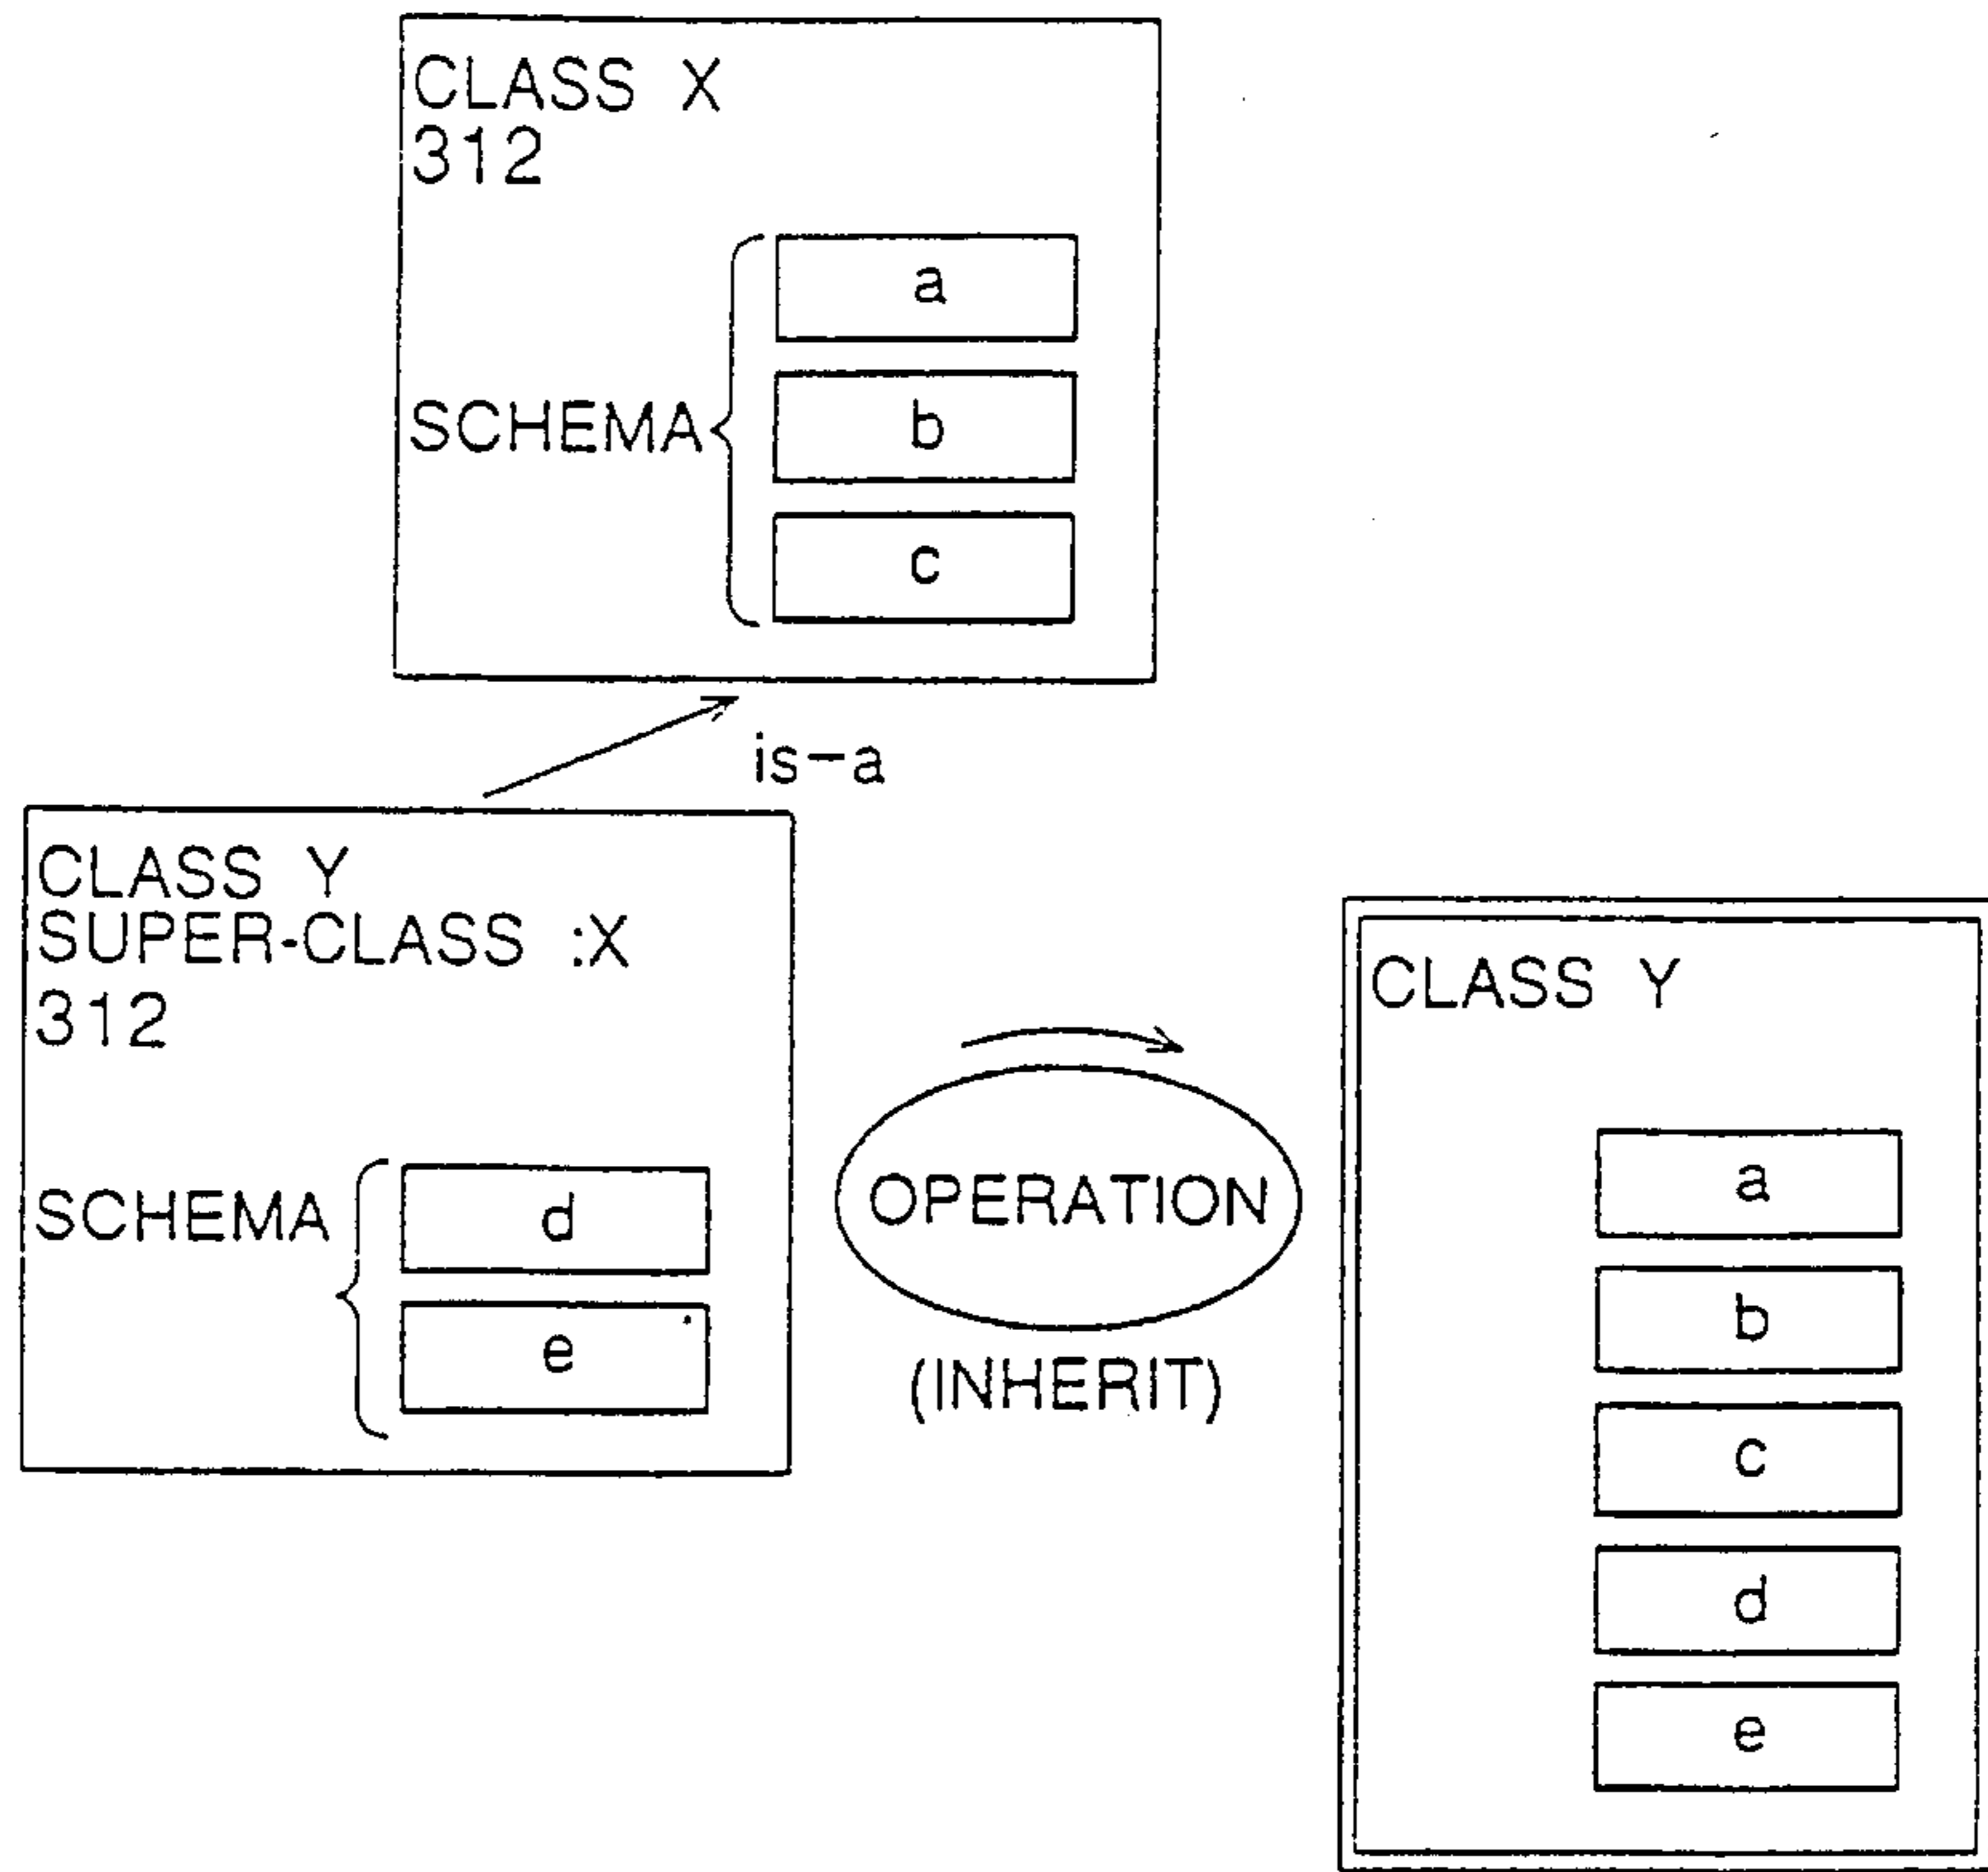 CLASS X
312
a
SCHEMA
b
c
is-a
CLASS Y
SUPER-CLASS :X
312
SCHEMA
d
e
OPERATION
(INHERIT)
CLASS Y
a
b
c
d
e